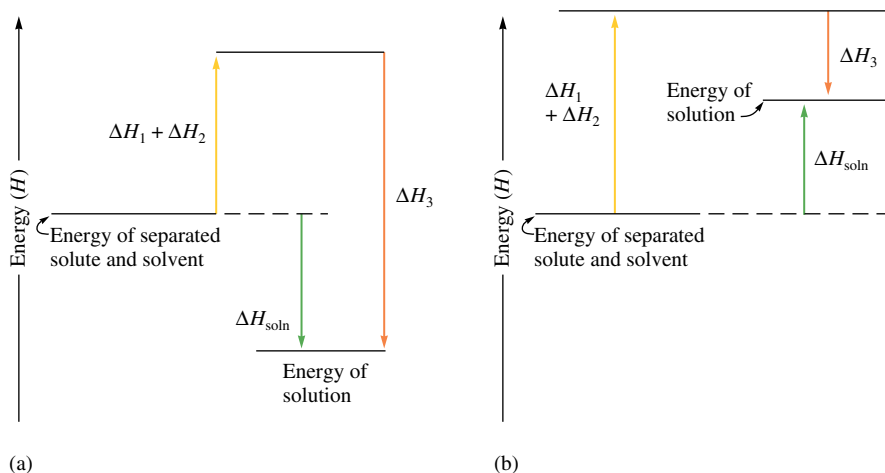 Energy (H)
ΔH₁ + ΔH₂
ΔH₃
Energy of separated
solute and solvent
ΔHsoln
Energy of
solution
(a)
Energy (H)
ΔH₁
+ ΔH₂
ΔH₃
Energy of
solution
ΔHsoln
Energy of separated
solute and solvent
(b)